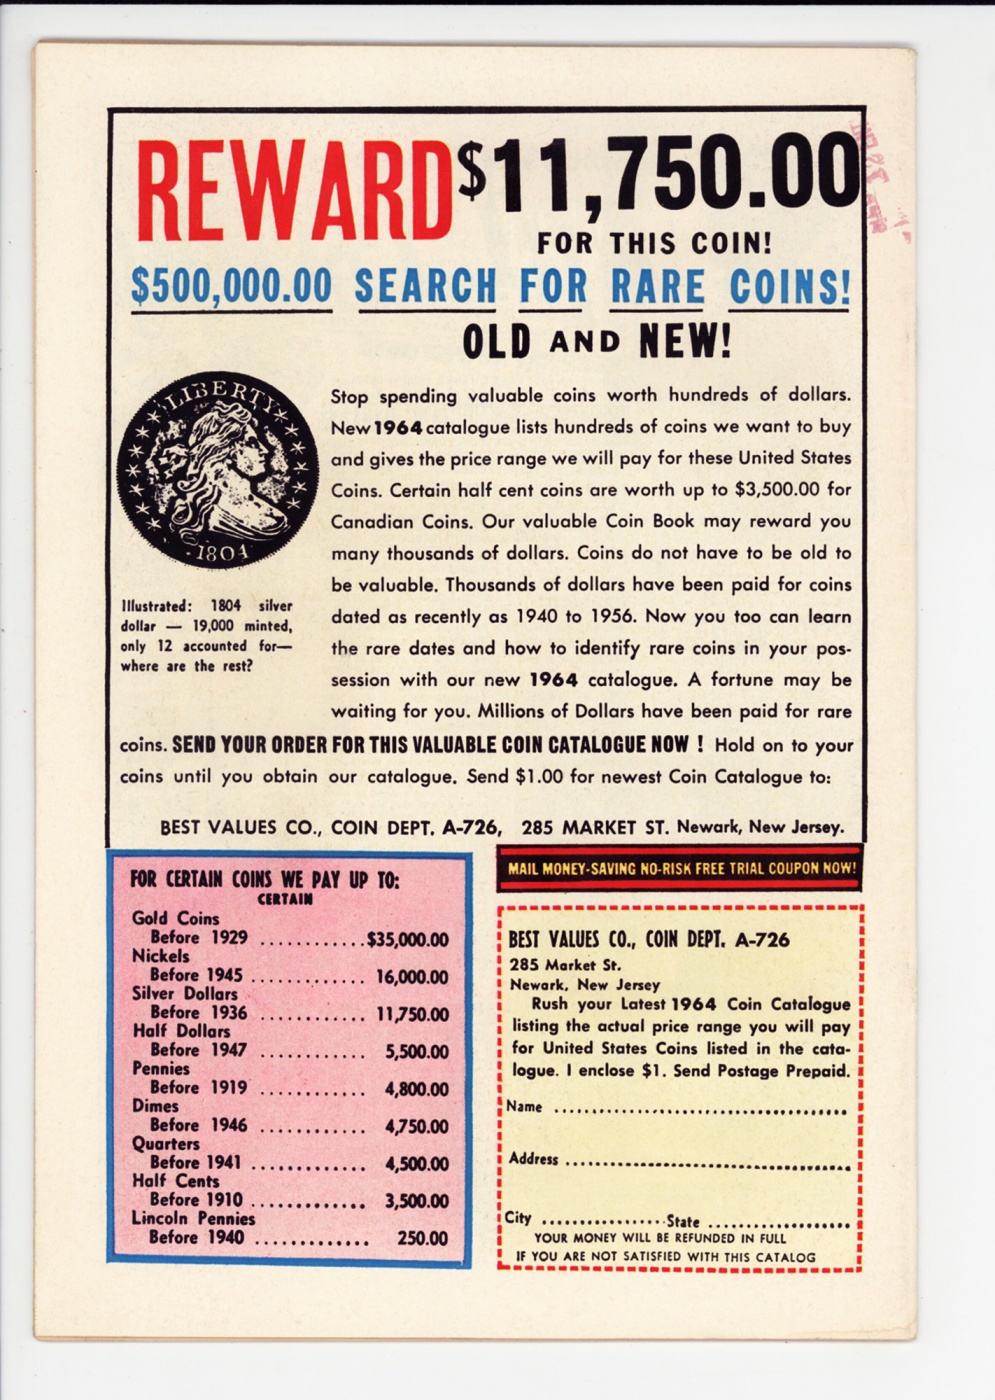 REWARD $11,750.00
FOR THIS COIN!
$500,000.00 SEARCH FOR RARE COINS!
OLD AND NEW!
LIBERTY
1804
Illustrated: 1804 silver
dollar — 19,000 minted,
only 12 accounted for—
where are the rest?
Stop spending valuable coins worth hundreds of dollars.
New 1964 catalogue lists hundreds of coins we want to buy
and gives the price range we will pay for these United States
Coins. Certain half cent coins are worth up to $3,500.00 for
Canadian Coins. Our valuable Coin Book may reward you
many thousands of dollars. Coins do not have to be old to
be valuable. Thousands of dollars have been paid for coins
dated as recently as 1940 to 1956. Now you too can learn
the rare dates and how to identify rare coins in your pos-
session with our new 1964 catalogue. A fortune may be
waiting for you. Millions of Dollars have been paid for rare
coins. SEND YOUR ORDER FOR THIS VALUABLE COIN CATALOGUE NOW ! Hold on to your
coins until you obtain our catalogue. Send $1.00 for newest Coin Catalogue to:
BEST VALUES CO., COIN DEPT. A-726, 285 MARKET ST. Newark, New Jersey.
FOR CERTAIN COINS WE PAY UP TO:
CERTAIN
Gold Coins
Before 1929 ............$35,000.00
Nickels
Before 1945 ............ 16,000.00
Silver Dollars
Before 1936 ............ 11,750.00
Half Dollars
Before 1947 ............ 5,500.00
Pennies
Before 1919 ............ 4,800.00
Dimes
Before 1946 ............ 4,750.00
Quarters
Before 1941 ............ 4,500.00
Half Cents
Before 1910 ............ 3,500.00
Lincoln Pennies
Before 1940 ............ 250.00
MAIL MONEY-SAVING NO-RISK FREE TRIAL COUPON NOW!
BEST VALUES CO., COIN DEPT. A-726
285 Market St.
Newark, New Jersey
Rush your Latest 1964 Coin Catalogue
listing the actual price range you will pay
for United States Coins listed in the cata-
logue. I enclose $1. Send Postage Prepaid.
Name ........................................
Address ........................................
City .................. State ....................
YOUR MONEY WILL BE REFUNDED IN FULL
IF YOU ARE NOT SATISFIED WITH THIS CATALOG